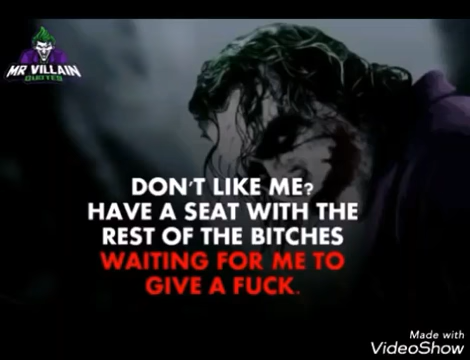 MR VILLAIN
QUOTES
DON'T LIKE ME?
HAVE A SEAT WITH THE
REST OF THE BITCHES
WAITING FOR ME TO
GIVE A FUCK.
Made with
VideoShow